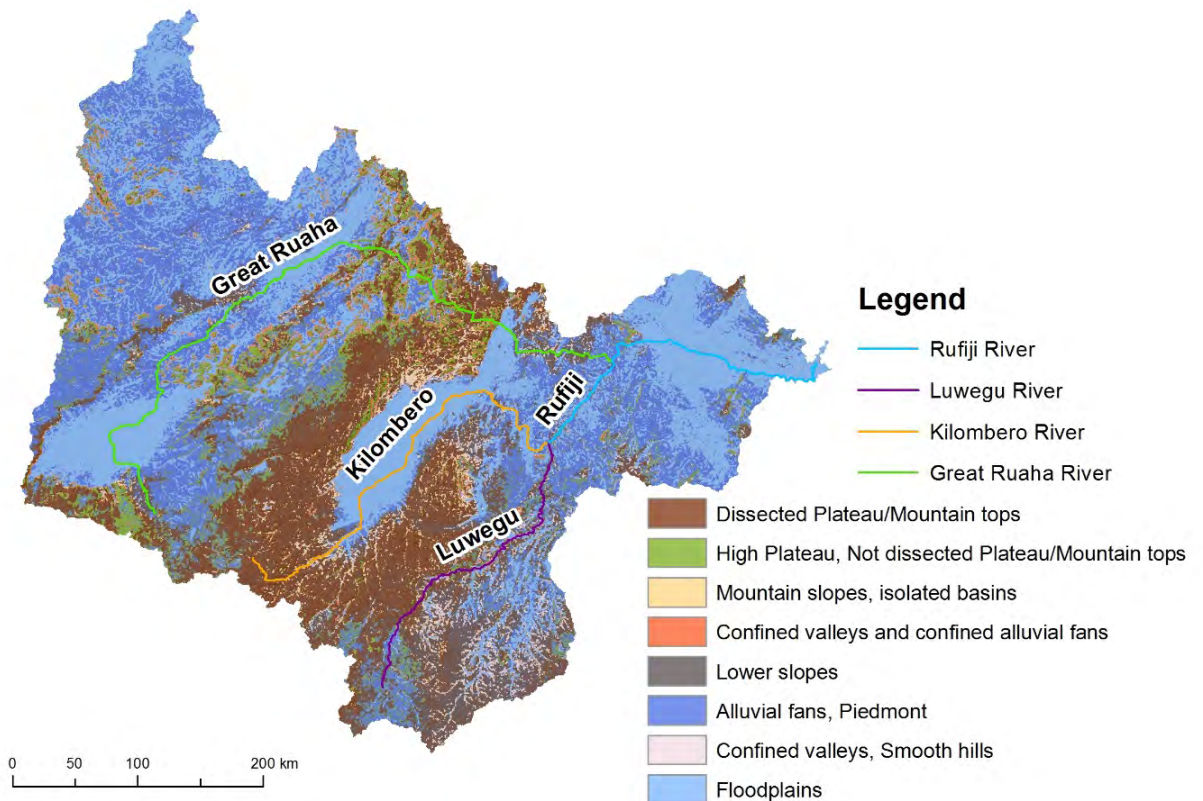 Great Ruaha
Kilombero
Rufiji
Luwegu
Legend
Rufiji River
Luwegu River
Kilombero River
Great Ruaha River
Dissected Plateau/Mountain tops
High Plateau, Not dissected Plateau/Mountain tops
Mountain slopes, isolated basins
Confined valleys and confined alluvial fans
Lower slopes
Alluvial fans, Piedmont
Confined valleys, Smooth hills
Floodplains
0 50 100 200 km